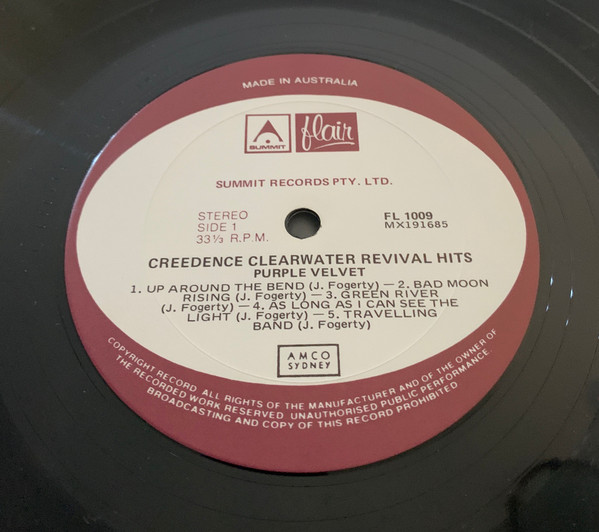 MADE IN AUSTRALIA
SUMMIT flair
SUMMIT RECORDS PTY. LTD.
STEREO
SIDE 1
33⅓ R.P.M.
FL 1009
MX191685
CREEDENCE CLEARWATER REVIVAL HITS
PURPLE VELVET
1. UP AROUND THE BEND (J. Fogerty) — 2. BAD MOON
RISING (J. Fogerty) — 3. GREEN RIVER
(J. Fogerty) — 4, AS LONG AS I CAN SEE THE
LIGHT (J. Fogerty) — 5. TRAVELLING
BAND (J. Fogerty)
AMCO
SYDNEY
COPYRIGHT RECORD. ALL RIGHTS OF THE MANUFACTURER AND OF THE OWNER OF
THE RECORDED WORK RESERVED. UNAUTHORISED PUBLIC PERFORMANCE.
BROADCASTING AND COPY OF THIS RECORD PROHIBITED